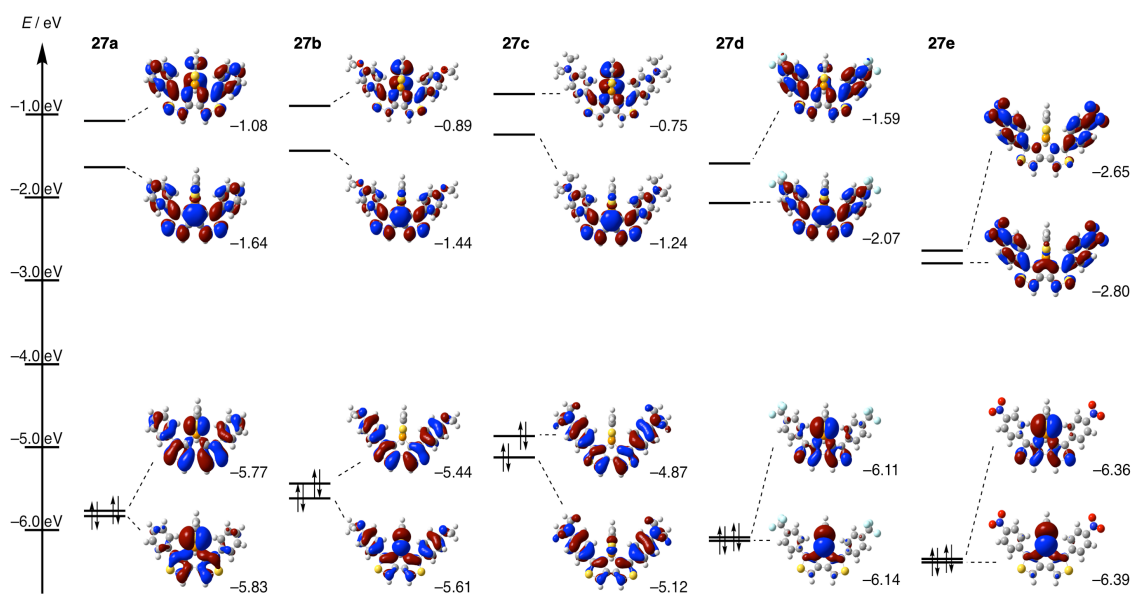 E / eV
27a
27b
27c
27d
27e
–1.0 eV
–2.0 eV
–3.0 eV
–4.0 eV
–5.0 eV
–6.0 eV
–1.08
–0.89
–0.75
–1.59
–2.65
–1.64
–1.44
–1.24
–2.07
–2.80
–5.77
–5.44
–4.87
–6.11
–6.36
–5.83
–5.61
–5.12
–6.14
–6.39